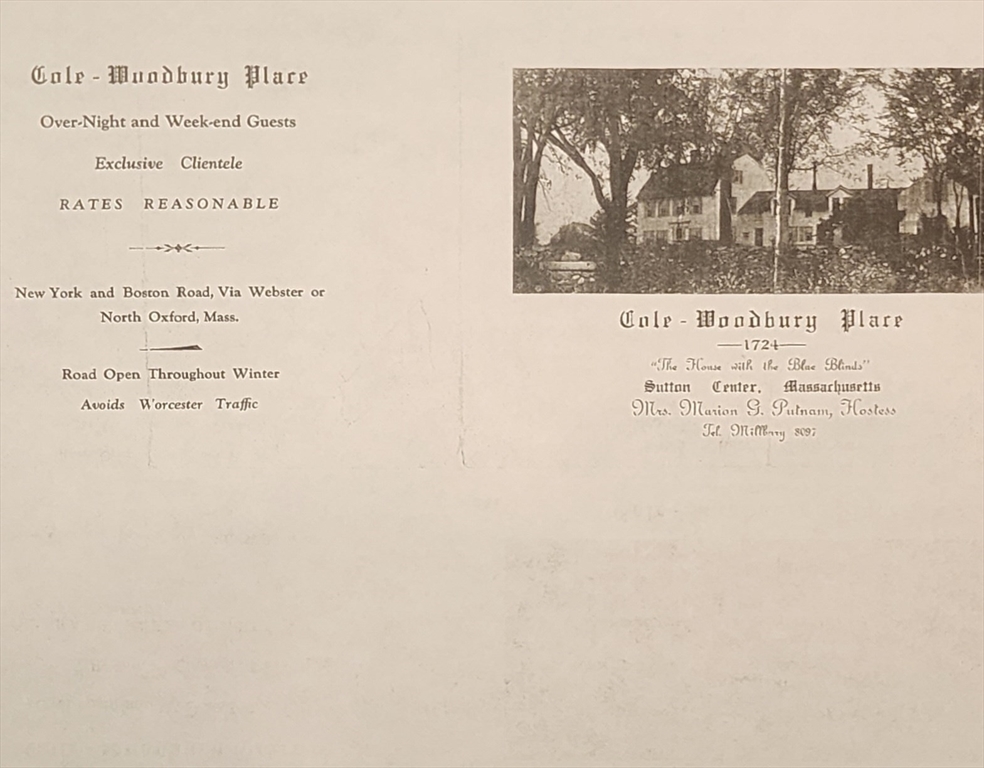 Cole - Woodbury Place
Over-Night and Week-end Guests
Exclusive Clientele
RATES REASONABLE
New York and Boston Road, Via Webster or
North Oxford, Mass.
Road Open Throughout Winter
Avoids Worcester Traffic
Cole - Woodbury Place
—1724—
"The House with the Blue Blinds"
Sutton Center, Massachusetts
Mrs. Marion G. Putnam, Hostess
Tel. Millbury 8097